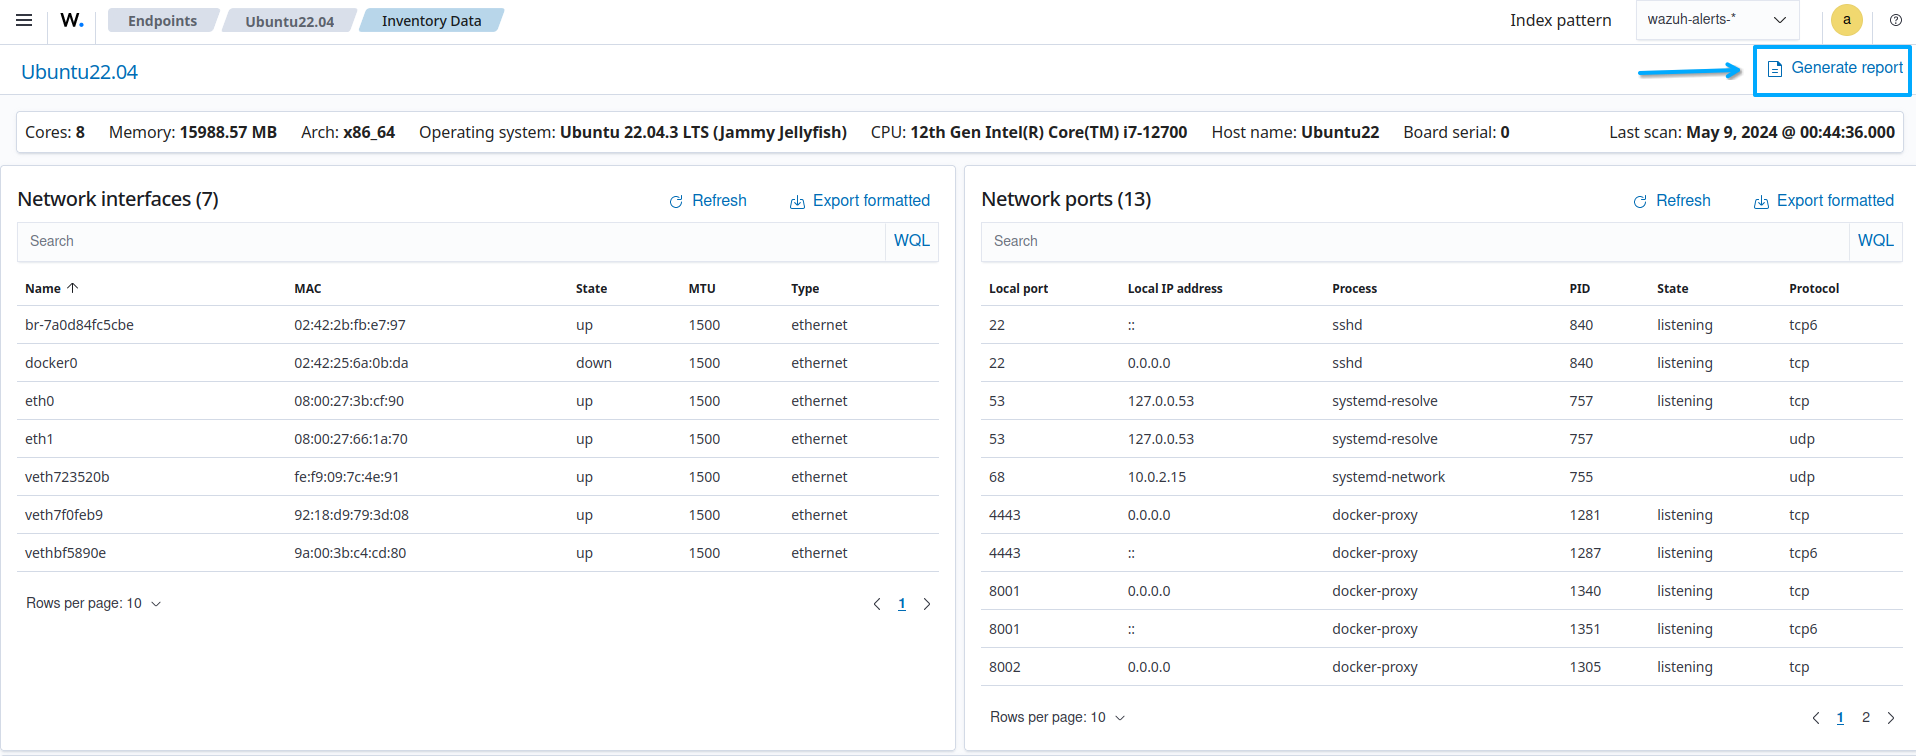 W. Endpoints Ubuntu22.04 Inventory Data Index pattern wazuh-alerts-* a
Ubuntu22.04 Generate report
Cores: 8 Memory: 15988.57 MB Arch: x86_64 Operating system: Ubuntu 22.04.3 LTS (Jammy Jellyfish) CPU: 12th Gen Intel(R) Core(TM) i7-12700 Host name: Ubuntu22 Board serial: 0 Last scan: May 9, 2024 @ 00:44:36.000
Network interfaces (7) Refresh Export formatted
Search WQL
Name MAC State MTU Type
br-7a0d84fc5cbe 02:42:2b:fb:e7:97 up 1500 ethernet
docker0 02:42:25:6a:0b:da down 1500 ethernet
eth0 08:00:27:3b:cf:90 up 1500 ethernet
eth1 08:00:27:66:1a:70 up 1500 ethernet
veth723520b fe:f9:09:7c:4e:91 up 1500 ethernet
veth7f0feb9 92:18:d9:79:3d:08 up 1500 ethernet
vethbf5890e 9a:00:3b:c4:cd:80 up 1500 ethernet
Rows per page: 10 1
Network ports (13) Refresh Export formatted
Search WQL
Local port Local IP address Process PID State Protocol
22 :: sshd 840 listening tcp6
22 0.0.0.0 sshd 840 listening tcp
53 127.0.0.53 systemd-resolve 757 listening tcp
53 127.0.0.53 systemd-resolve 757 udp
68 10.0.2.15 systemd-network 755 udp
4443 0.0.0.0 docker-proxy 1281 listening tcp
4443 :: docker-proxy 1287 listening tcp6
8001 0.0.0.0 docker-proxy 1340 listening tcp
8001 :: docker-proxy 1351 listening tcp6
8002 0.0.0.0 docker-proxy 1305 listening tcp
Rows per page: 10 1 2